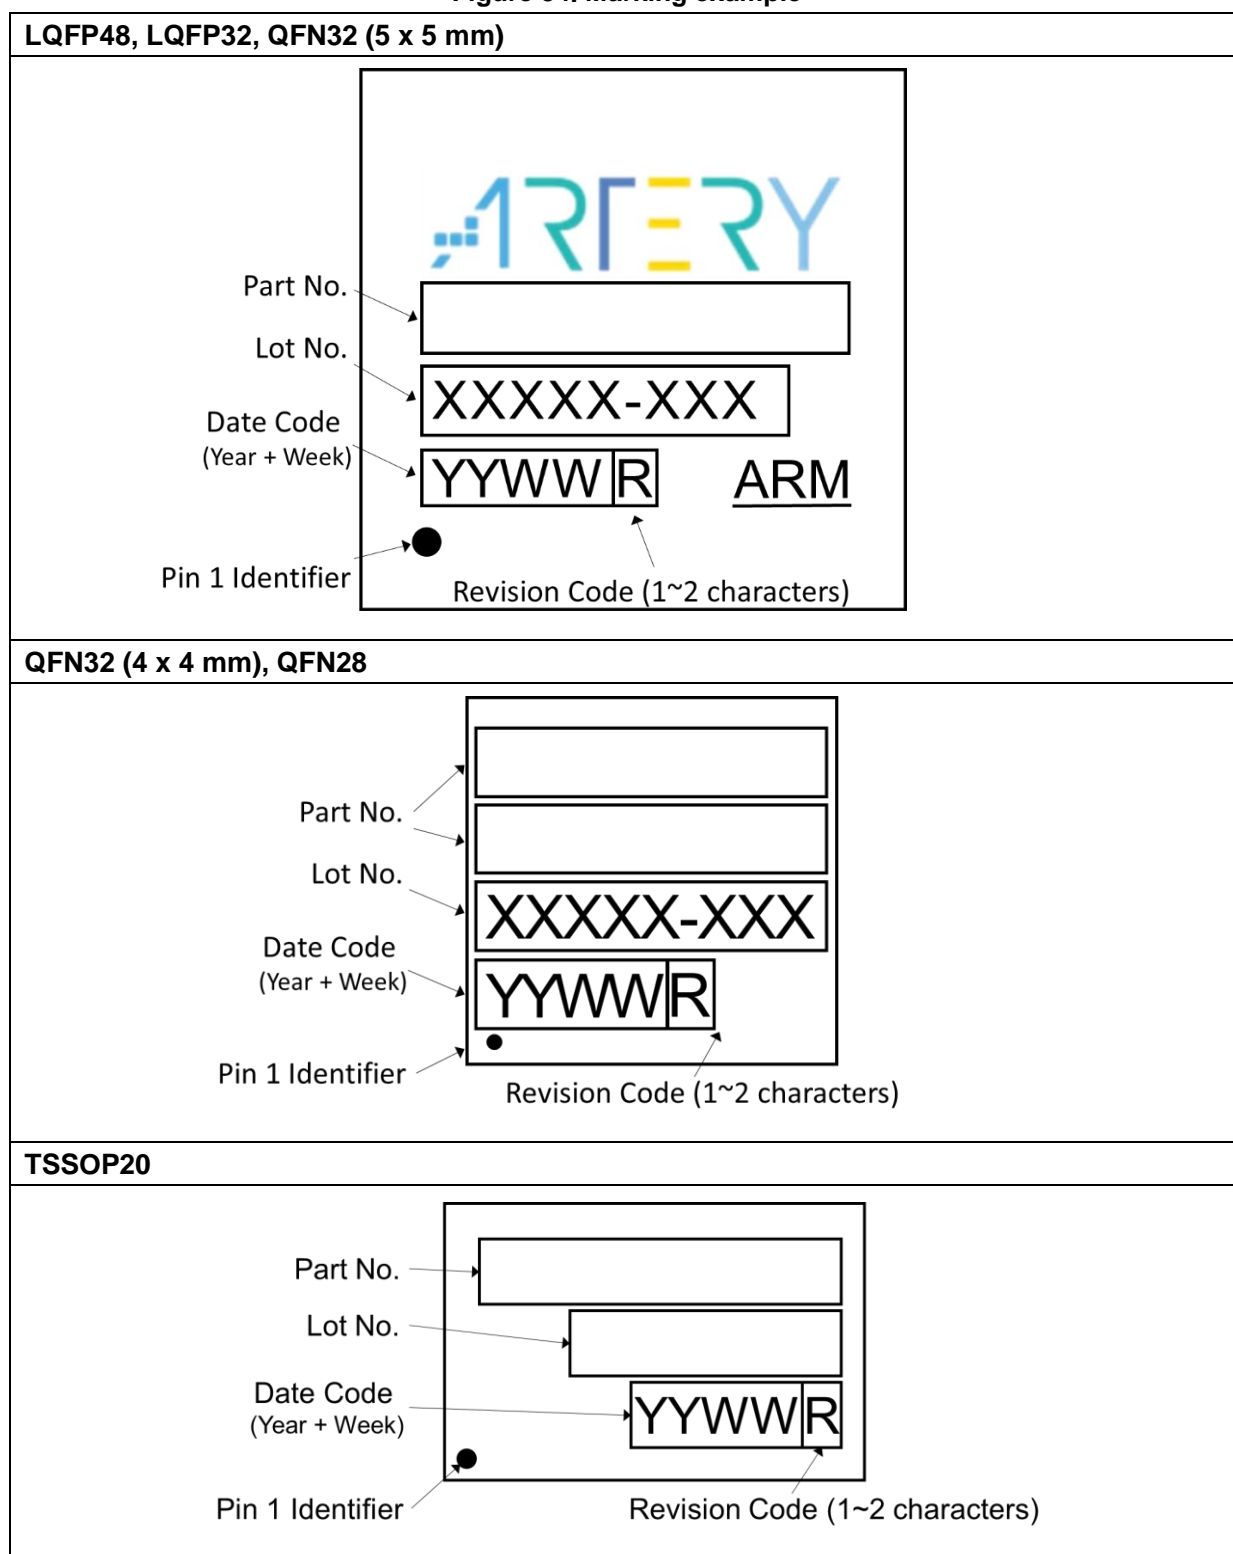 LQFP48, LQFP32, QFN32 (5 x 5 mm)
ARTERY
Part No.
Lot No.
XXXXX-XXX
Date Code
(Year + Week)
YYWW R
ARM
Pin 1 Identifier
Revision Code (1~2 characters)
QFN32 (4 x 4 mm), QFN28
Part No.
Lot No.
XXXXX-XXX
Date Code
(Year + Week)
YYWW R
Pin 1 Identifier
Revision Code (1~2 characters)
TSSOP20
Part No.
Lot No.
Date Code
(Year + Week)
YYWW R
Pin 1 Identifier
Revision Code (1~2 characters)